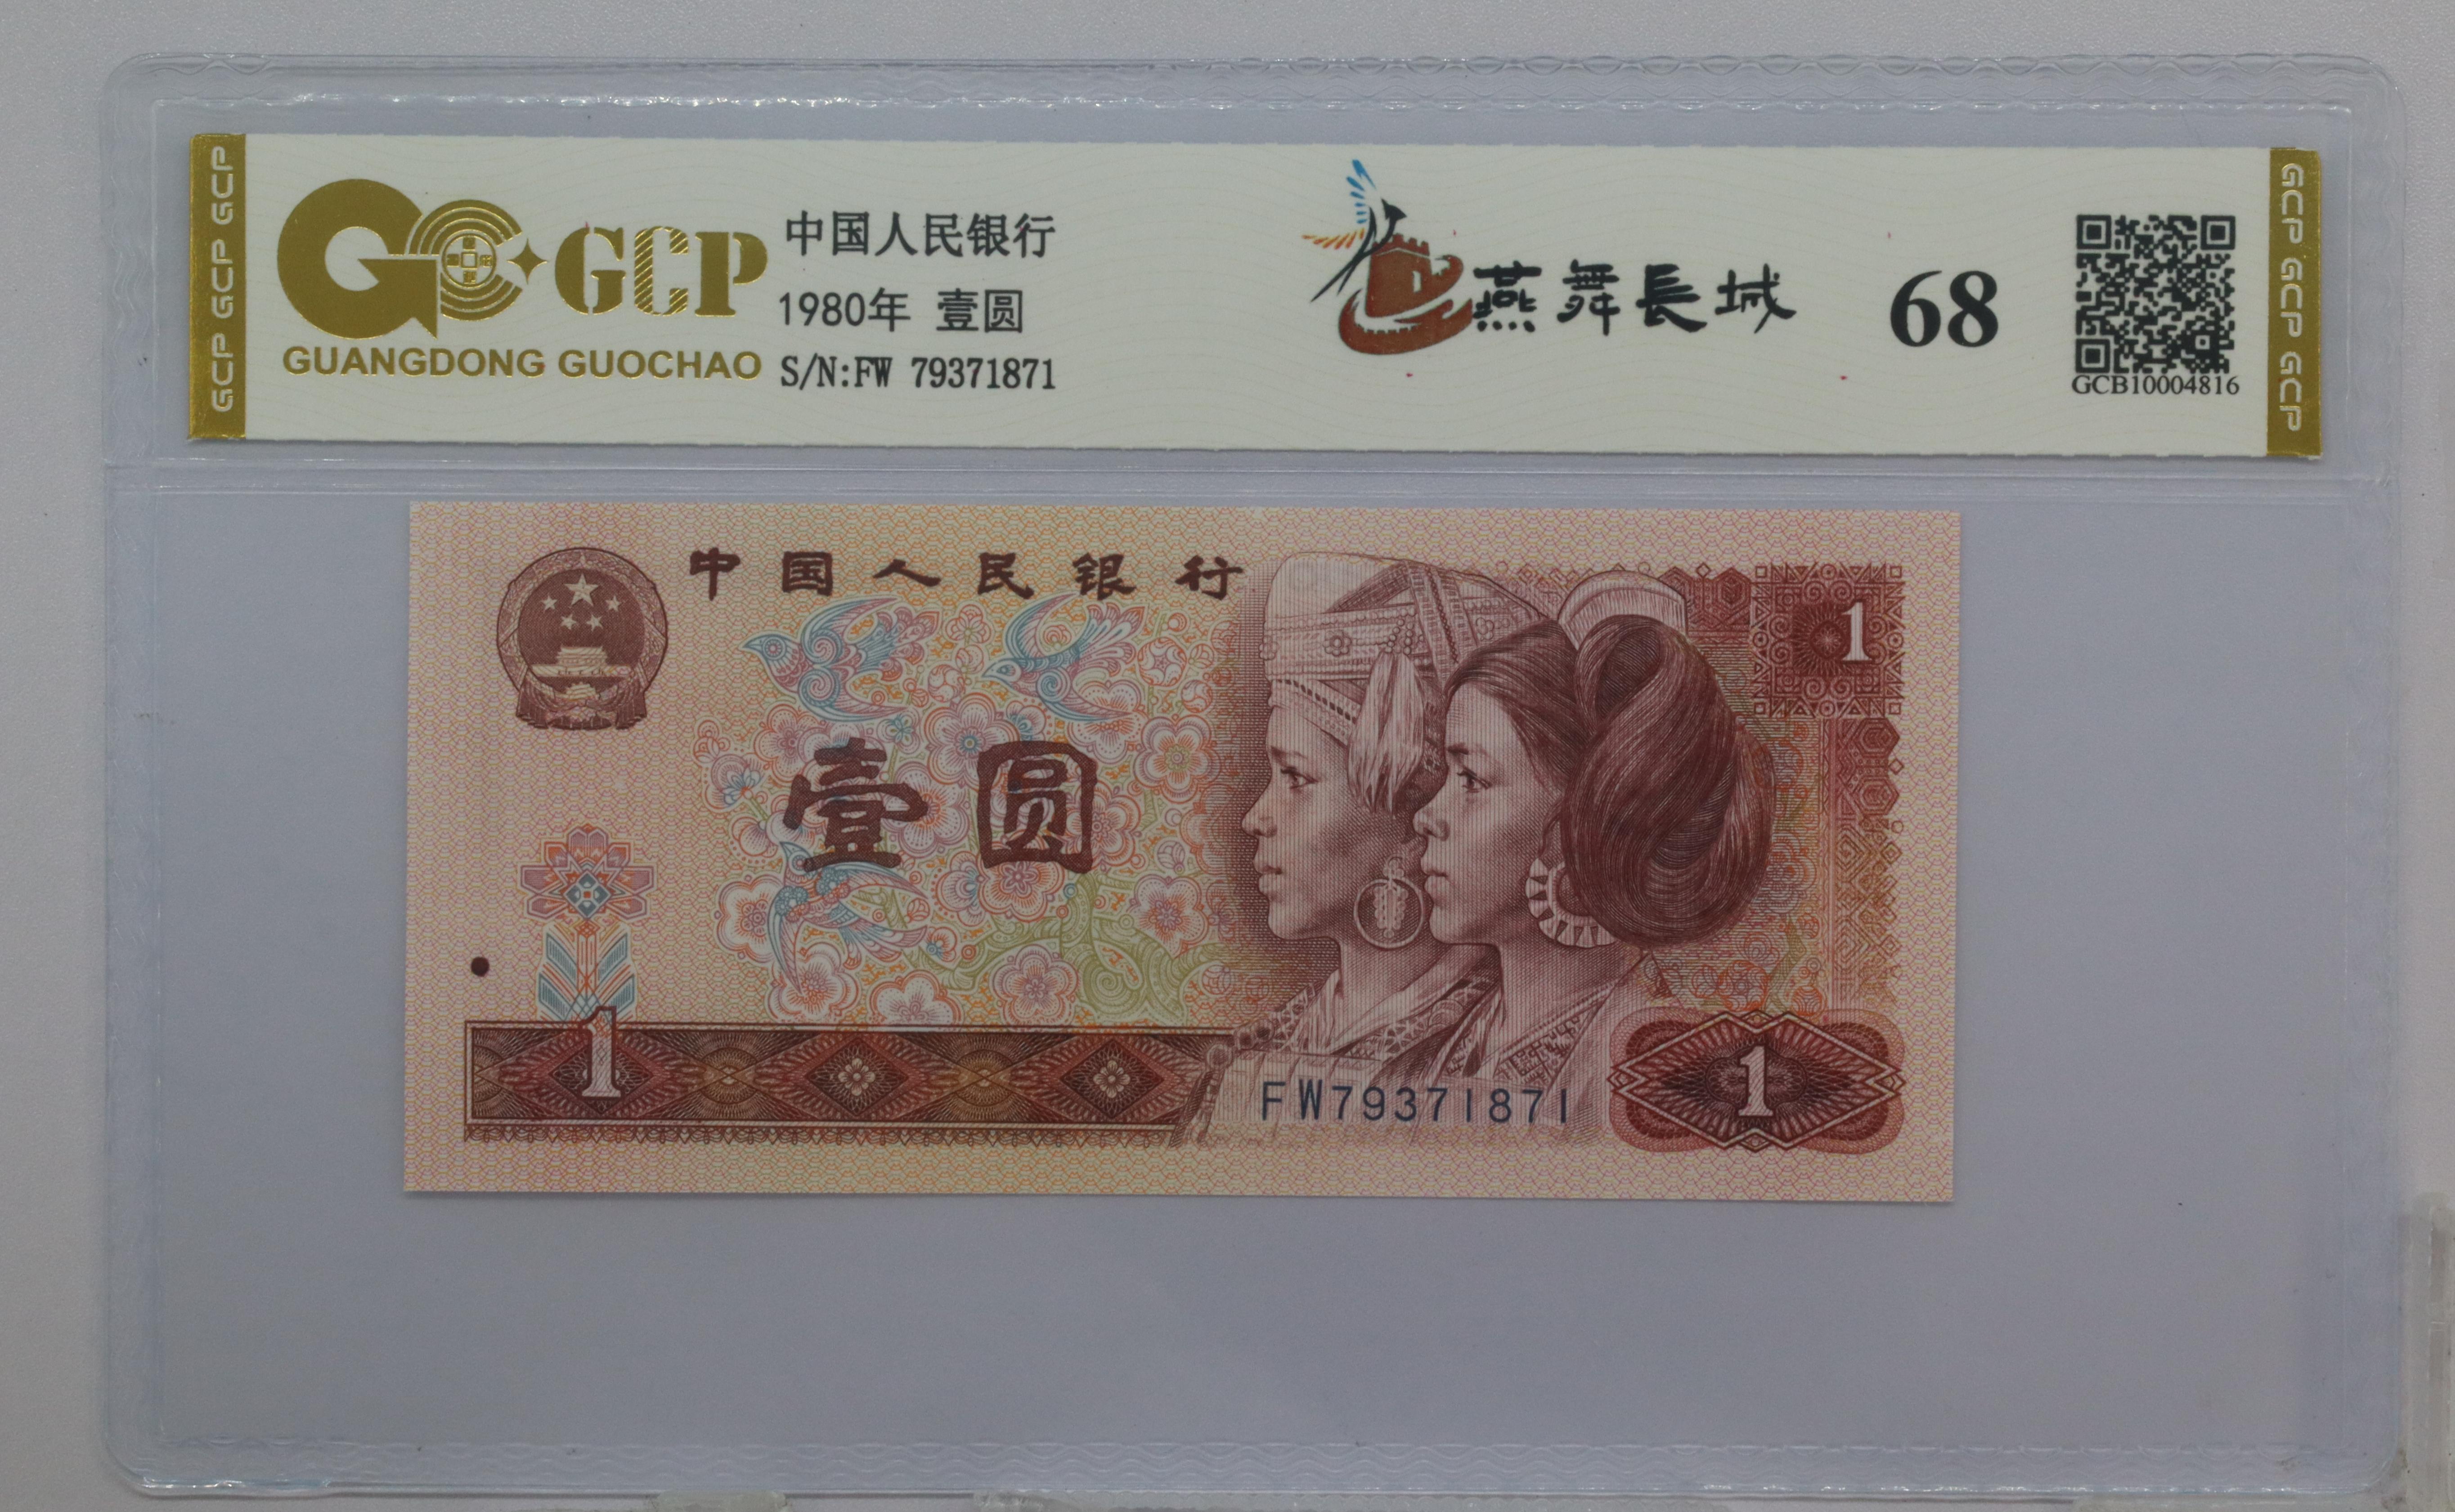 GCP GCP GCP
GCP
GUANGDONG GUOCHAO
中国人民银行
1980年 壹圆
S/N:FW 79371871
燕舞長城
68
GCB10004816
GCP GCP GCP
中国人民银行
1
壹圆
1
FW79371871
1